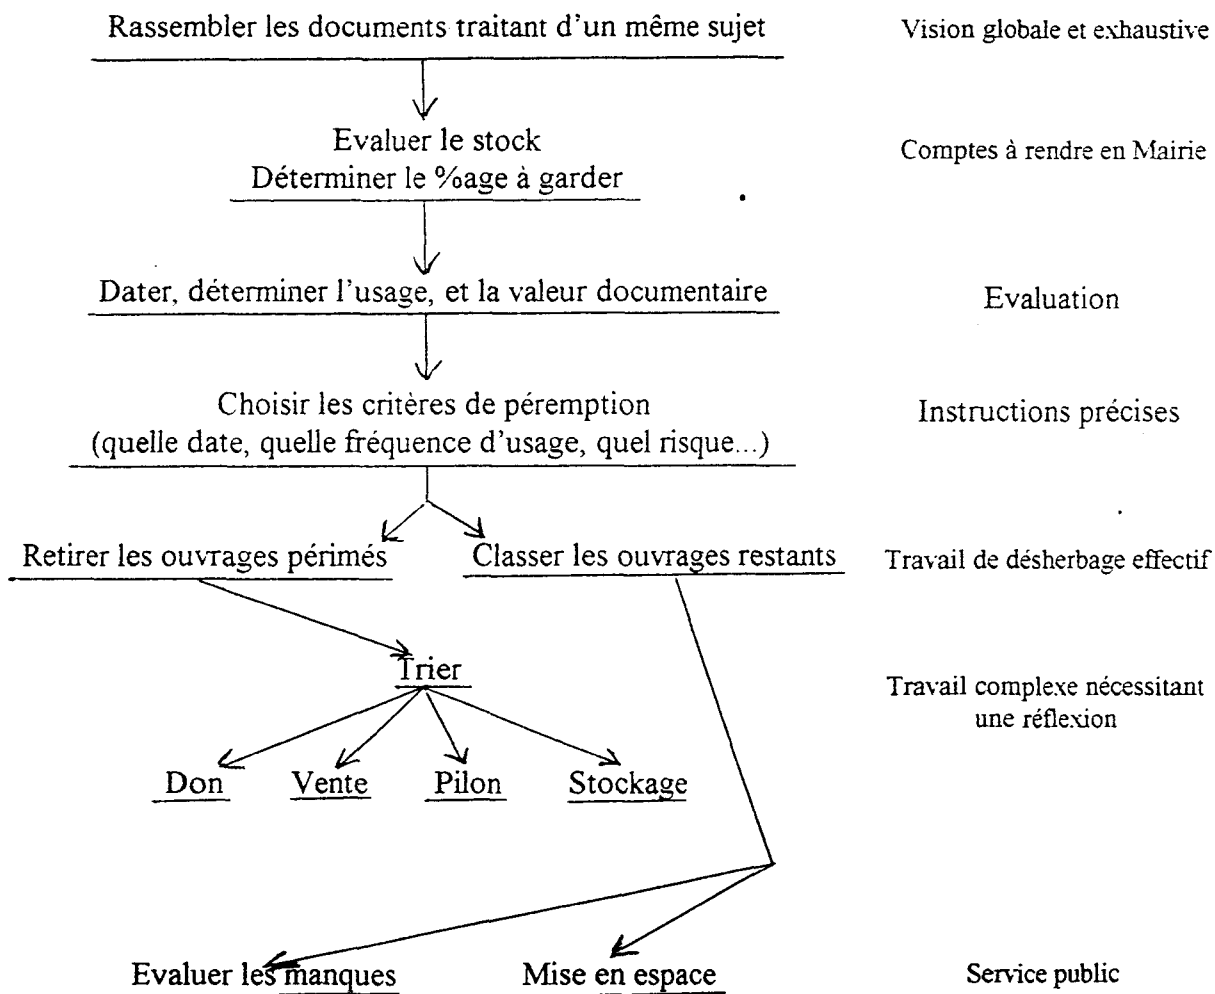 Rassembler les documents traitant d'un même sujet
Vision globale et exhaustive
Evaluer le stock
Déterminer le %age à garder
Comptes à rendre en Mairie
Dater, déterminer l'usage, et la valeur documentaire
Evaluation
Choisir les critères de péremption
(quelle date, quelle fréquence d'usage, quel risque...)
Instructions précises
Retirer les ouvrages périmés
Classer les ouvrages restants
Travail de désherbage effectif
Trier
Travail complexe nécessitant
une réflexion
Don
Vente
Pilon
Stockage
Evaluer les manques
Mise en espace
Service public